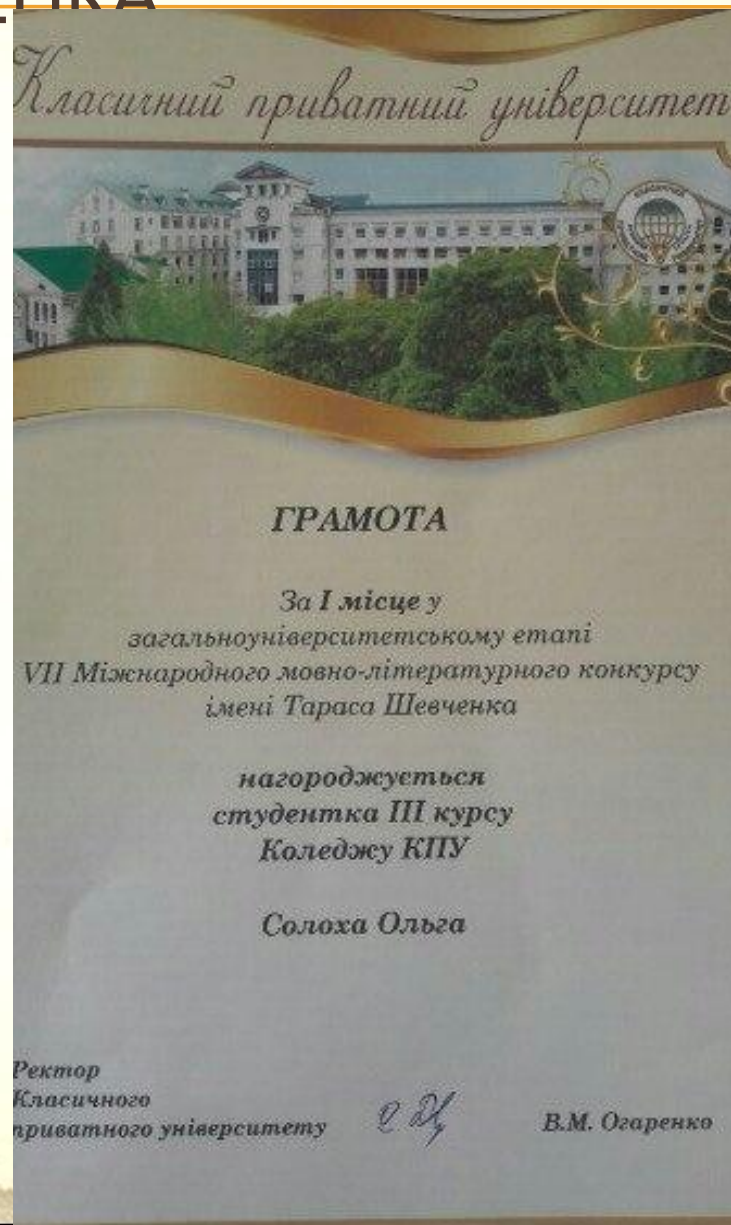 Класичний приватний університет
ГРАМОТА
За I місце у
загальноуніверситетському етапі
VII Міжнародного мовно-літературного конкурсу
імені Тараса Шевченка
нагороджується
студентка III курсу
Коледжу КПУ
Солоха Ольга
Ректор
Класичного
приватного університету
В.М. Огаренко